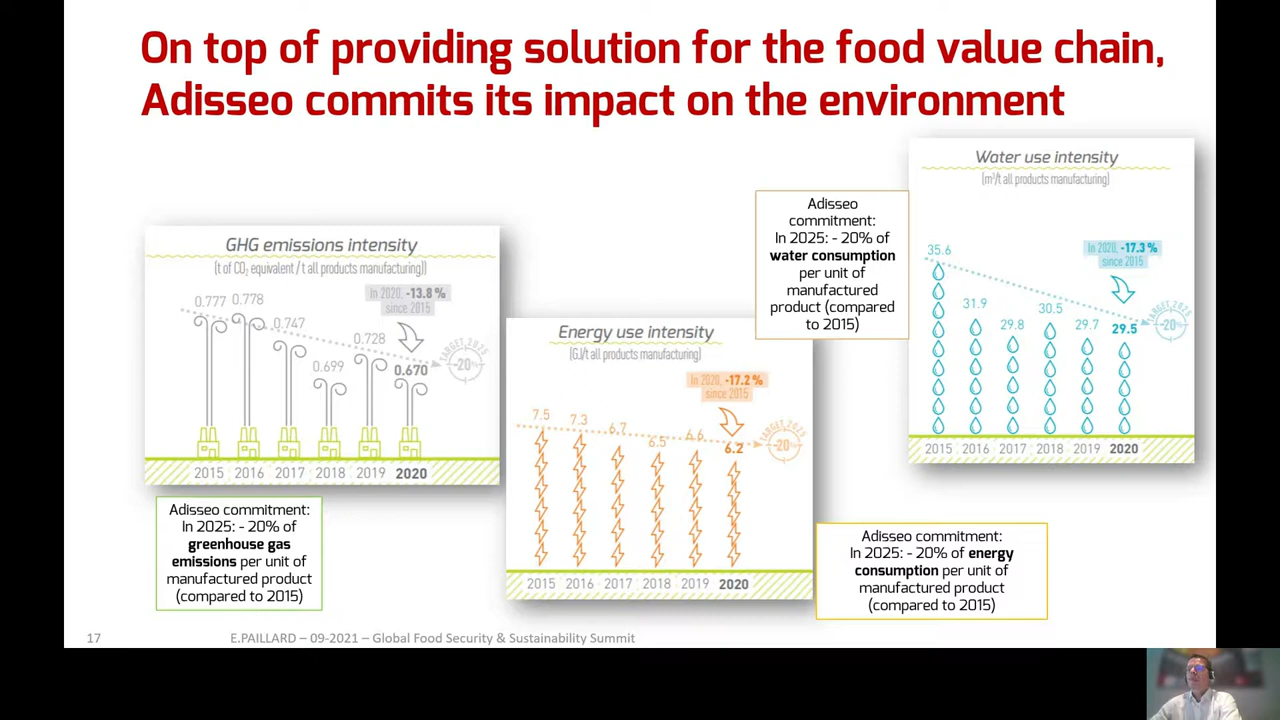 On top of providing solution for the food value chain,
Adisseo commits its impact on the environment
GHG emissions intensity
(t of CO₂ equivalent / t all products manufacturing))
0.777
0.778
0.747
0.699
0.728
0.670
In 2020, -13.8 %
since 2015
TARGET 2025
-20%
2015
2016
2017
2018
2019
2020
Adisseo commitment:
In 2025: - 20% of
greenhouse gas
emissions per unit of
manufactured product
(compared to 2015)
Energy use intensity
(GJ/t all products manufacturing)
7.5
7.3
6.7
6.5
6.6
6.2
In 2020, -17.2 %
since 2015
TARGET 2025
-20%
2015
2016
2017
2018
2019
2020
Adisseo commitment:
In 2025: - 20% of energy
consumption per unit of
manufactured product
(compared to 2015)
Adisseo
commitment:
In 2025: - 20% of
water consumption
per unit of
manufactured
product (compared
to 2015)
Water use intensity
(m³/t all products manufacturing)
35.6
31.9
29.8
30.5
29.7
29.5
In 2020, -17.3 %
since 2015
TARGET 2025
-20%
2015
2016
2017
2018
2019
2020
17
E.PAILLARD – 09-2021 – Global Food Security & Sustainability Summit